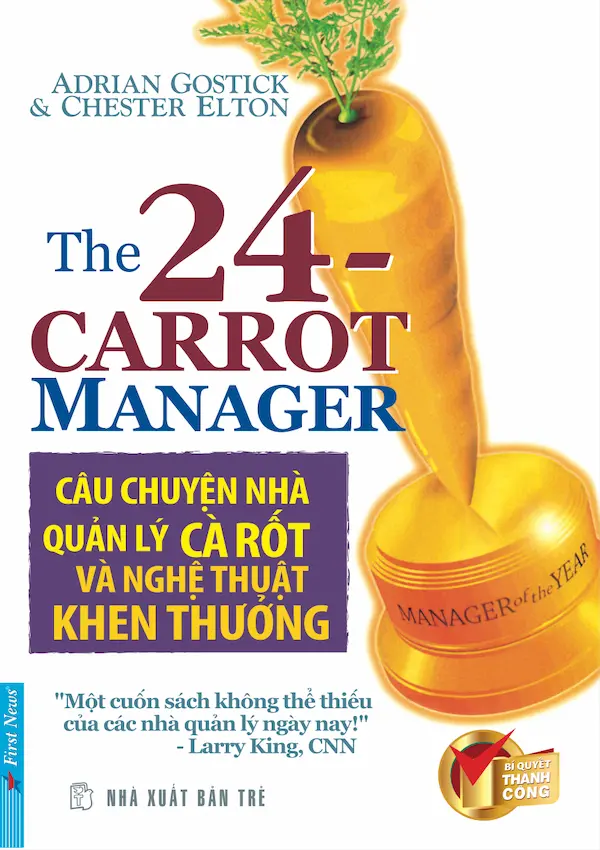 ADRIAN GOSTICK
& CHESTER ELTON
The 24-
CARROT
MANAGER
CÂU CHUYỆN NHÀ
QUẢN LÝ CÀ RỐT
VÀ NGHỆ THUẬT
KHEN THƯỞNG
MANAGER of the YEAR
"Một cuốn sách không thể thiếu
của các nhà quản lý ngày nay!"
- Larry King, CNN
First News
NHÀ XUẤT BẢN TRẺ
BÍ QUYẾT
THÀNH
CÔNG